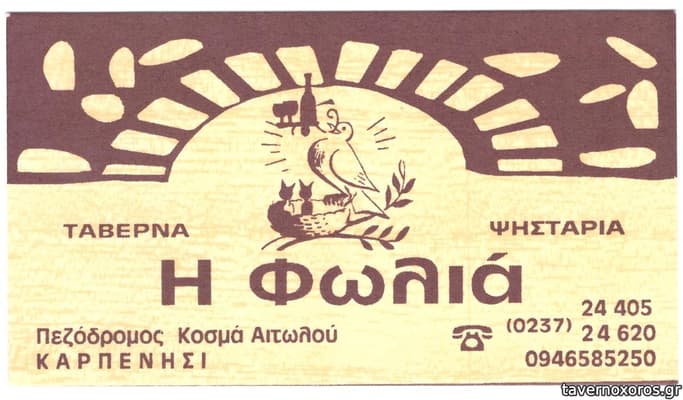 ΤΑΒΕΡΝΑ ΨΗΣΤΑΡΙΑ
Η Φωλιά
Πεζόδρομος Κοσμά Αιτωλού
ΚΑΡΠΕΝΗΣΙ
24 405
(0237) 24 620
0946585250
tavernoxoros.gr